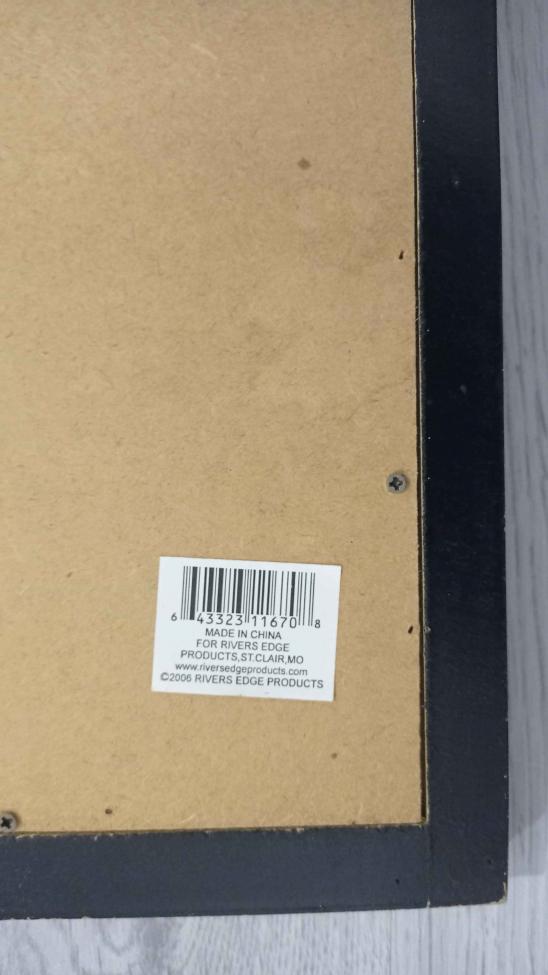 6 43323 11670 8
MADE IN CHINA
FOR RIVERS EDGE
PRODUCTS,ST.CLAIR,MO
www.riversedgeproducts.com
©2006 RIVERS EDGE PRODUCTS